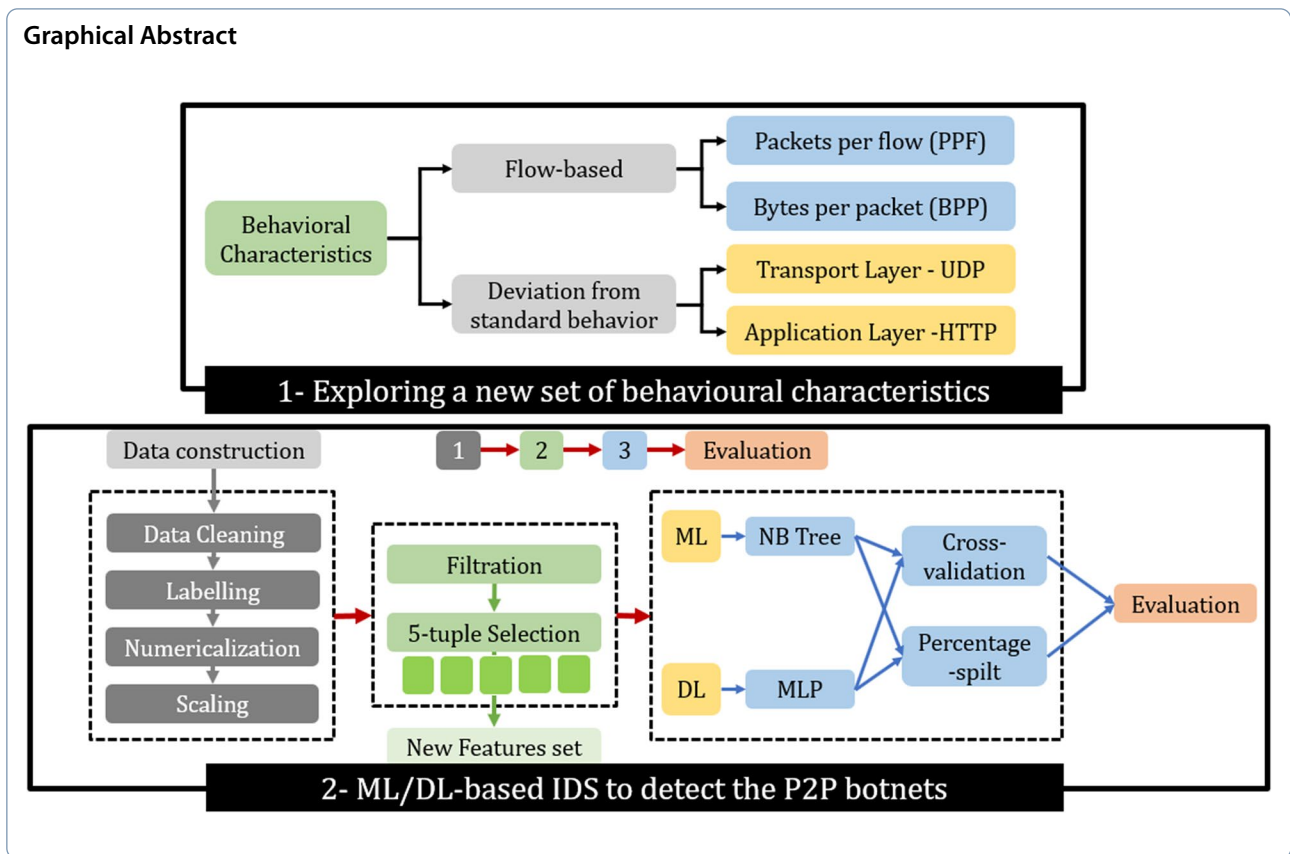 Graphical Abstract
Behavioral
Characteristics
Flow-based
Deviation from
standard behavior
Packets per flow (PPF)
Bytes per packet (BPP)
Transport Layer - UDP
Application Layer -HTTP
1- Exploring a new set of behavioural characteristics
Data construction
1
2
3
Evaluation
Data Cleaning
Labelling
Numericalization
Scaling
Filtration
5-tuple Selection
New Features set
ML
NB Tree
DL
MLP
Cross-
validation
Percentage
-spilt
Evaluation
2- ML/DL-based IDS to detect the P2P botnets